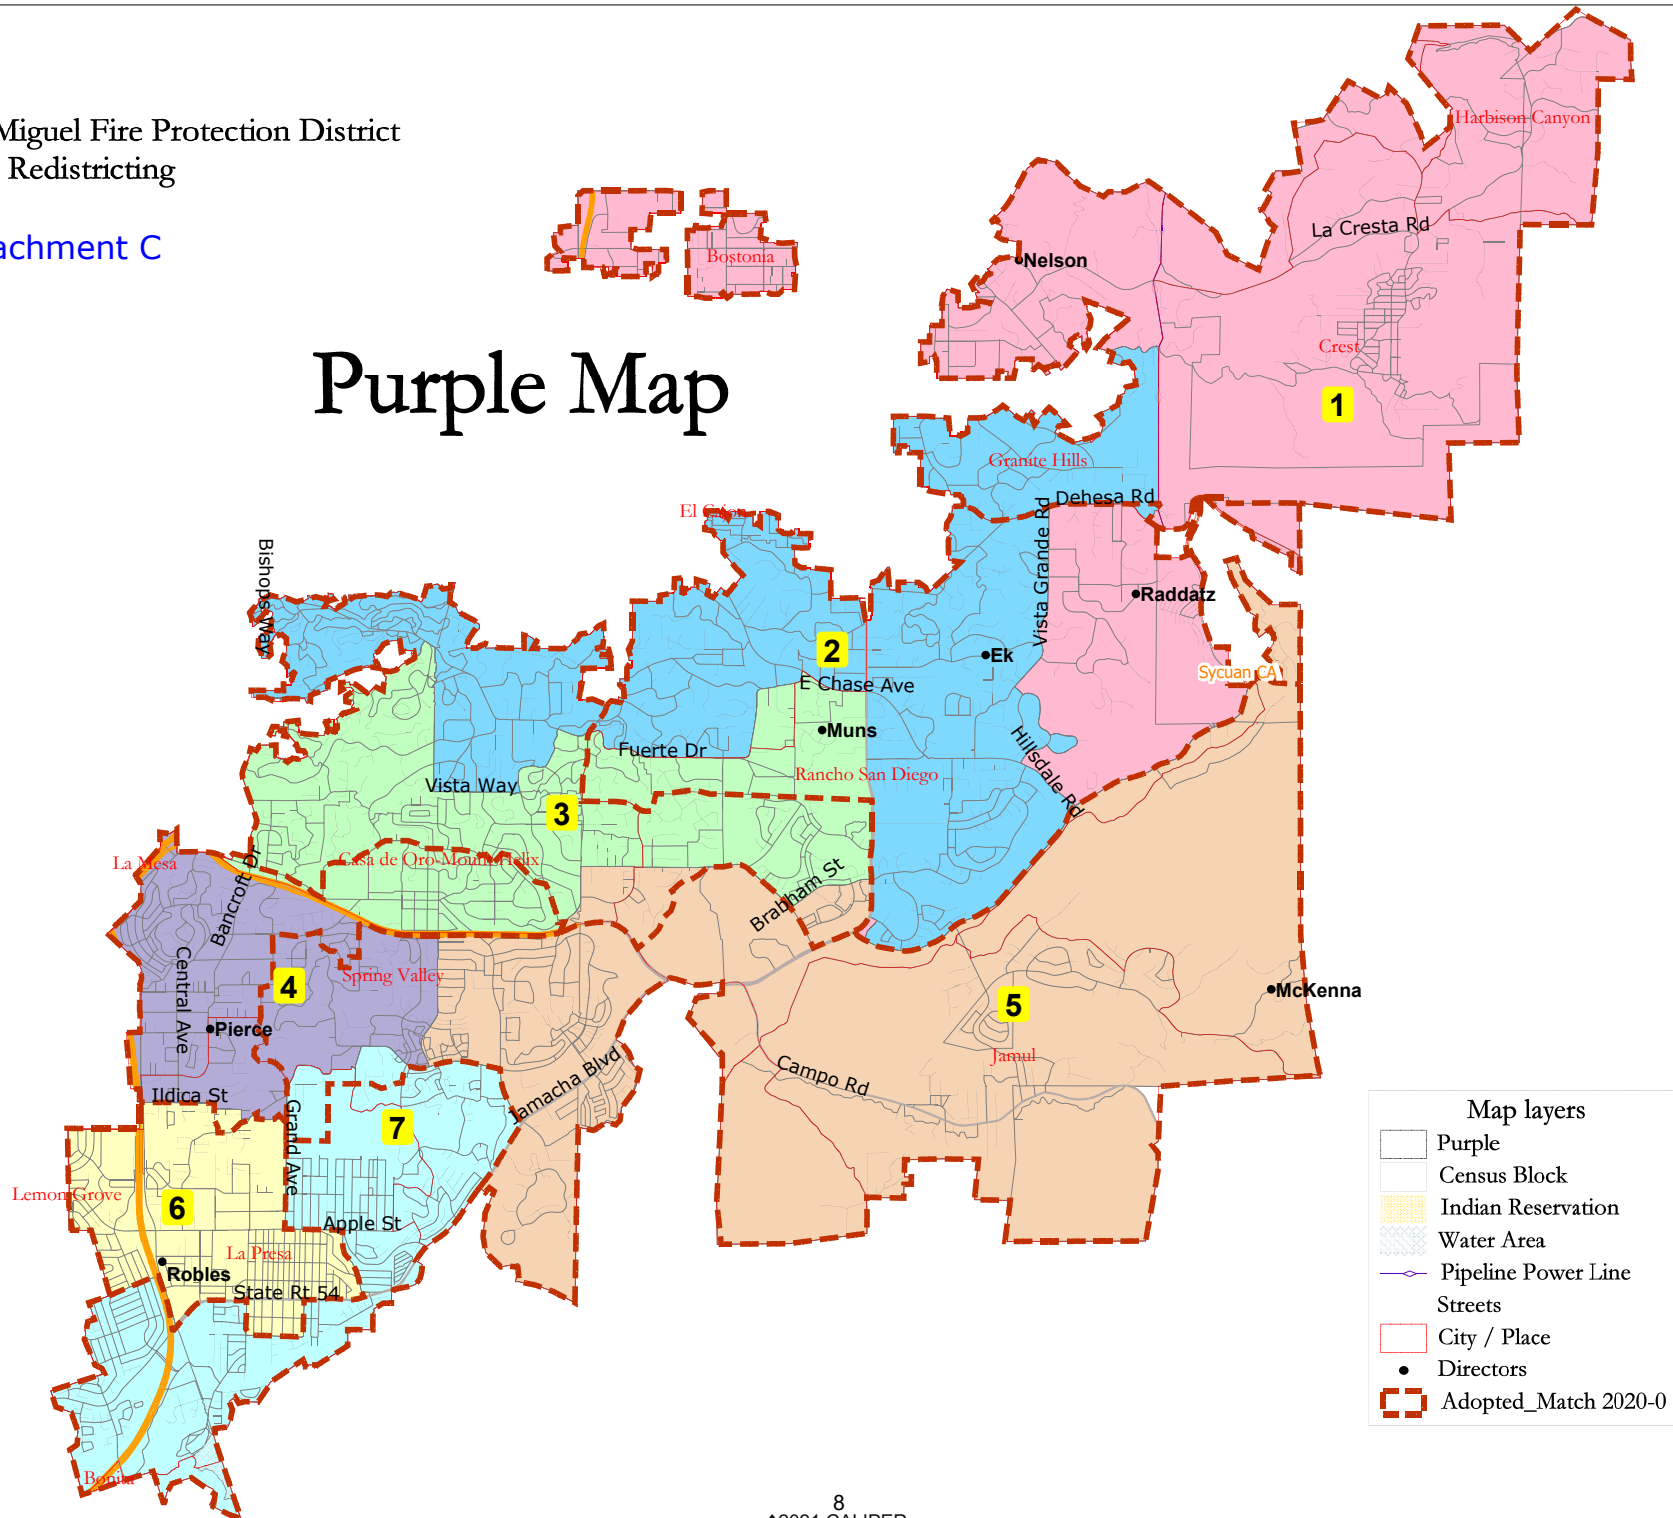 Miguel Fire Protection District
Redistricting
achment C
Purple Map
Harbison Canyon
La Cresta Rd
Bostonia
Nelson
Crest
1
Granite Hills
Dehesa Rd
El Cajon
Bishops Way
Vista Grande Rd
Raddatz
2
Ek
Sycuan CA
E Chase Ave
Muns
Fuerte Dr
Hillsdale Rd
Rancho San Diego
Vista Way
3
La Mesa
Casa de Oro-Mount Helix
Bancroft Dr
Brabham St
Central Ave
4
Spring Valley
McKenna
5
Pierce
Jamul
Campo Rd
Jamacha Blvd
Ildica St
Grand Ave
7
Lemon Grove
6
Apple St
La Presa
Robles
State Rt 54
Bonita
Map layers
Purple
Census Block
Indian Reservation
Water Area
Pipeline Power Line
Streets
City / Place
Directors
Adopted_Match 2020-0
8
2021 CALIPER